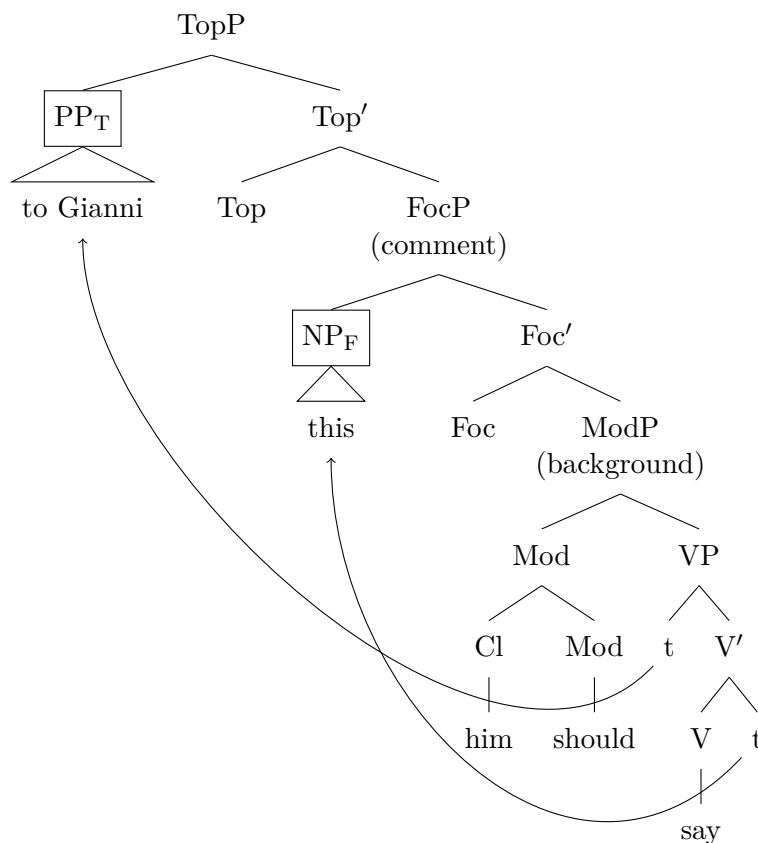 TopP
PP_T Top′
to Gianni Top FocP
(comment)
NP_F Foc′
this Foc ModP
(background)
Mod VP
Cl Mod t V′
him should V t
say